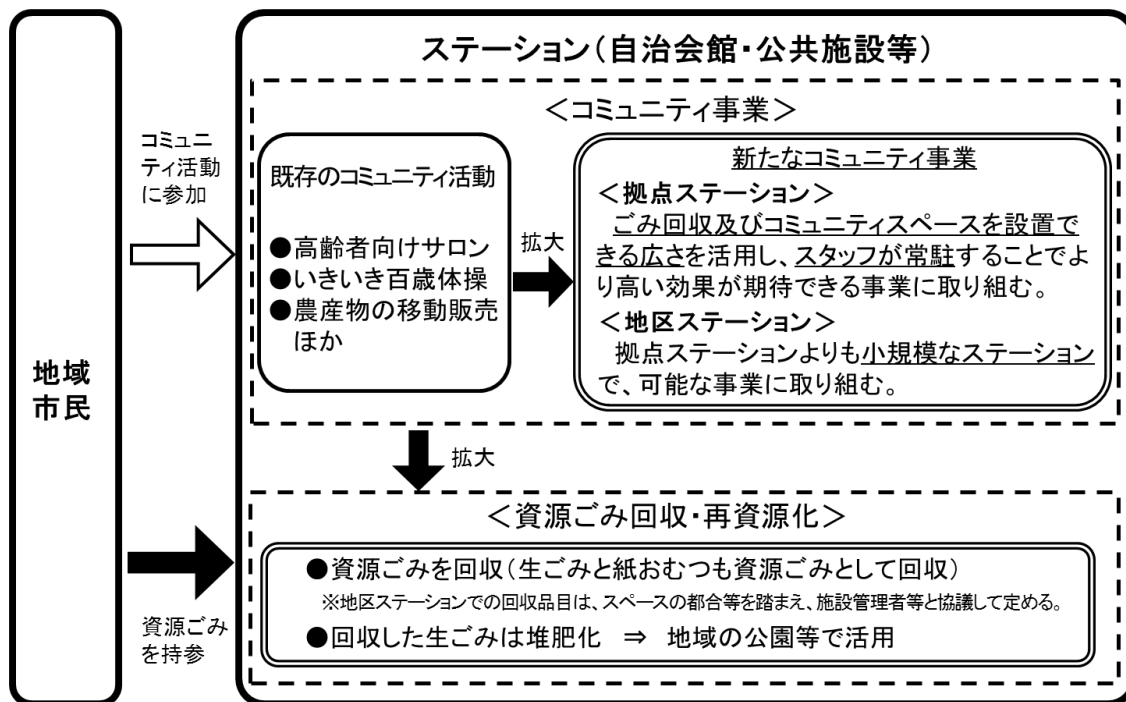 ステーション(自治会館・公共施設等)
<コミュニティ事業>
コミュニ
ティ活動
に参加
既存のコミュニティ活動
●高齢者向けサロン
●いきいき百歳体操
●農産物の移動販売
ほか
拡大
新たなコミュニティ事業
<拠点ステーション>
ごみ回収及びコミュニティスペースを設置で
きる広さを活用し、スタッフが常駐することでよ
り高い効果が期待できる事業に取り組む。
<地区ステーション>
拠点ステーションよりも小規模なステーション
で、可能な事業に取り組む。
地域
市民
拡大
<資源ごみ回収・再資源化>
●資源ごみを回収(生ごみと紙おむつも資源ごみとして回収)
※地区ステーションでの回収品目は、スペースの都合等を踏まえ、施設管理者等と協議して定める。
●回収した生ごみは堆肥化 ⇒ 地域の公園等で活用
資源ごみ
を持参